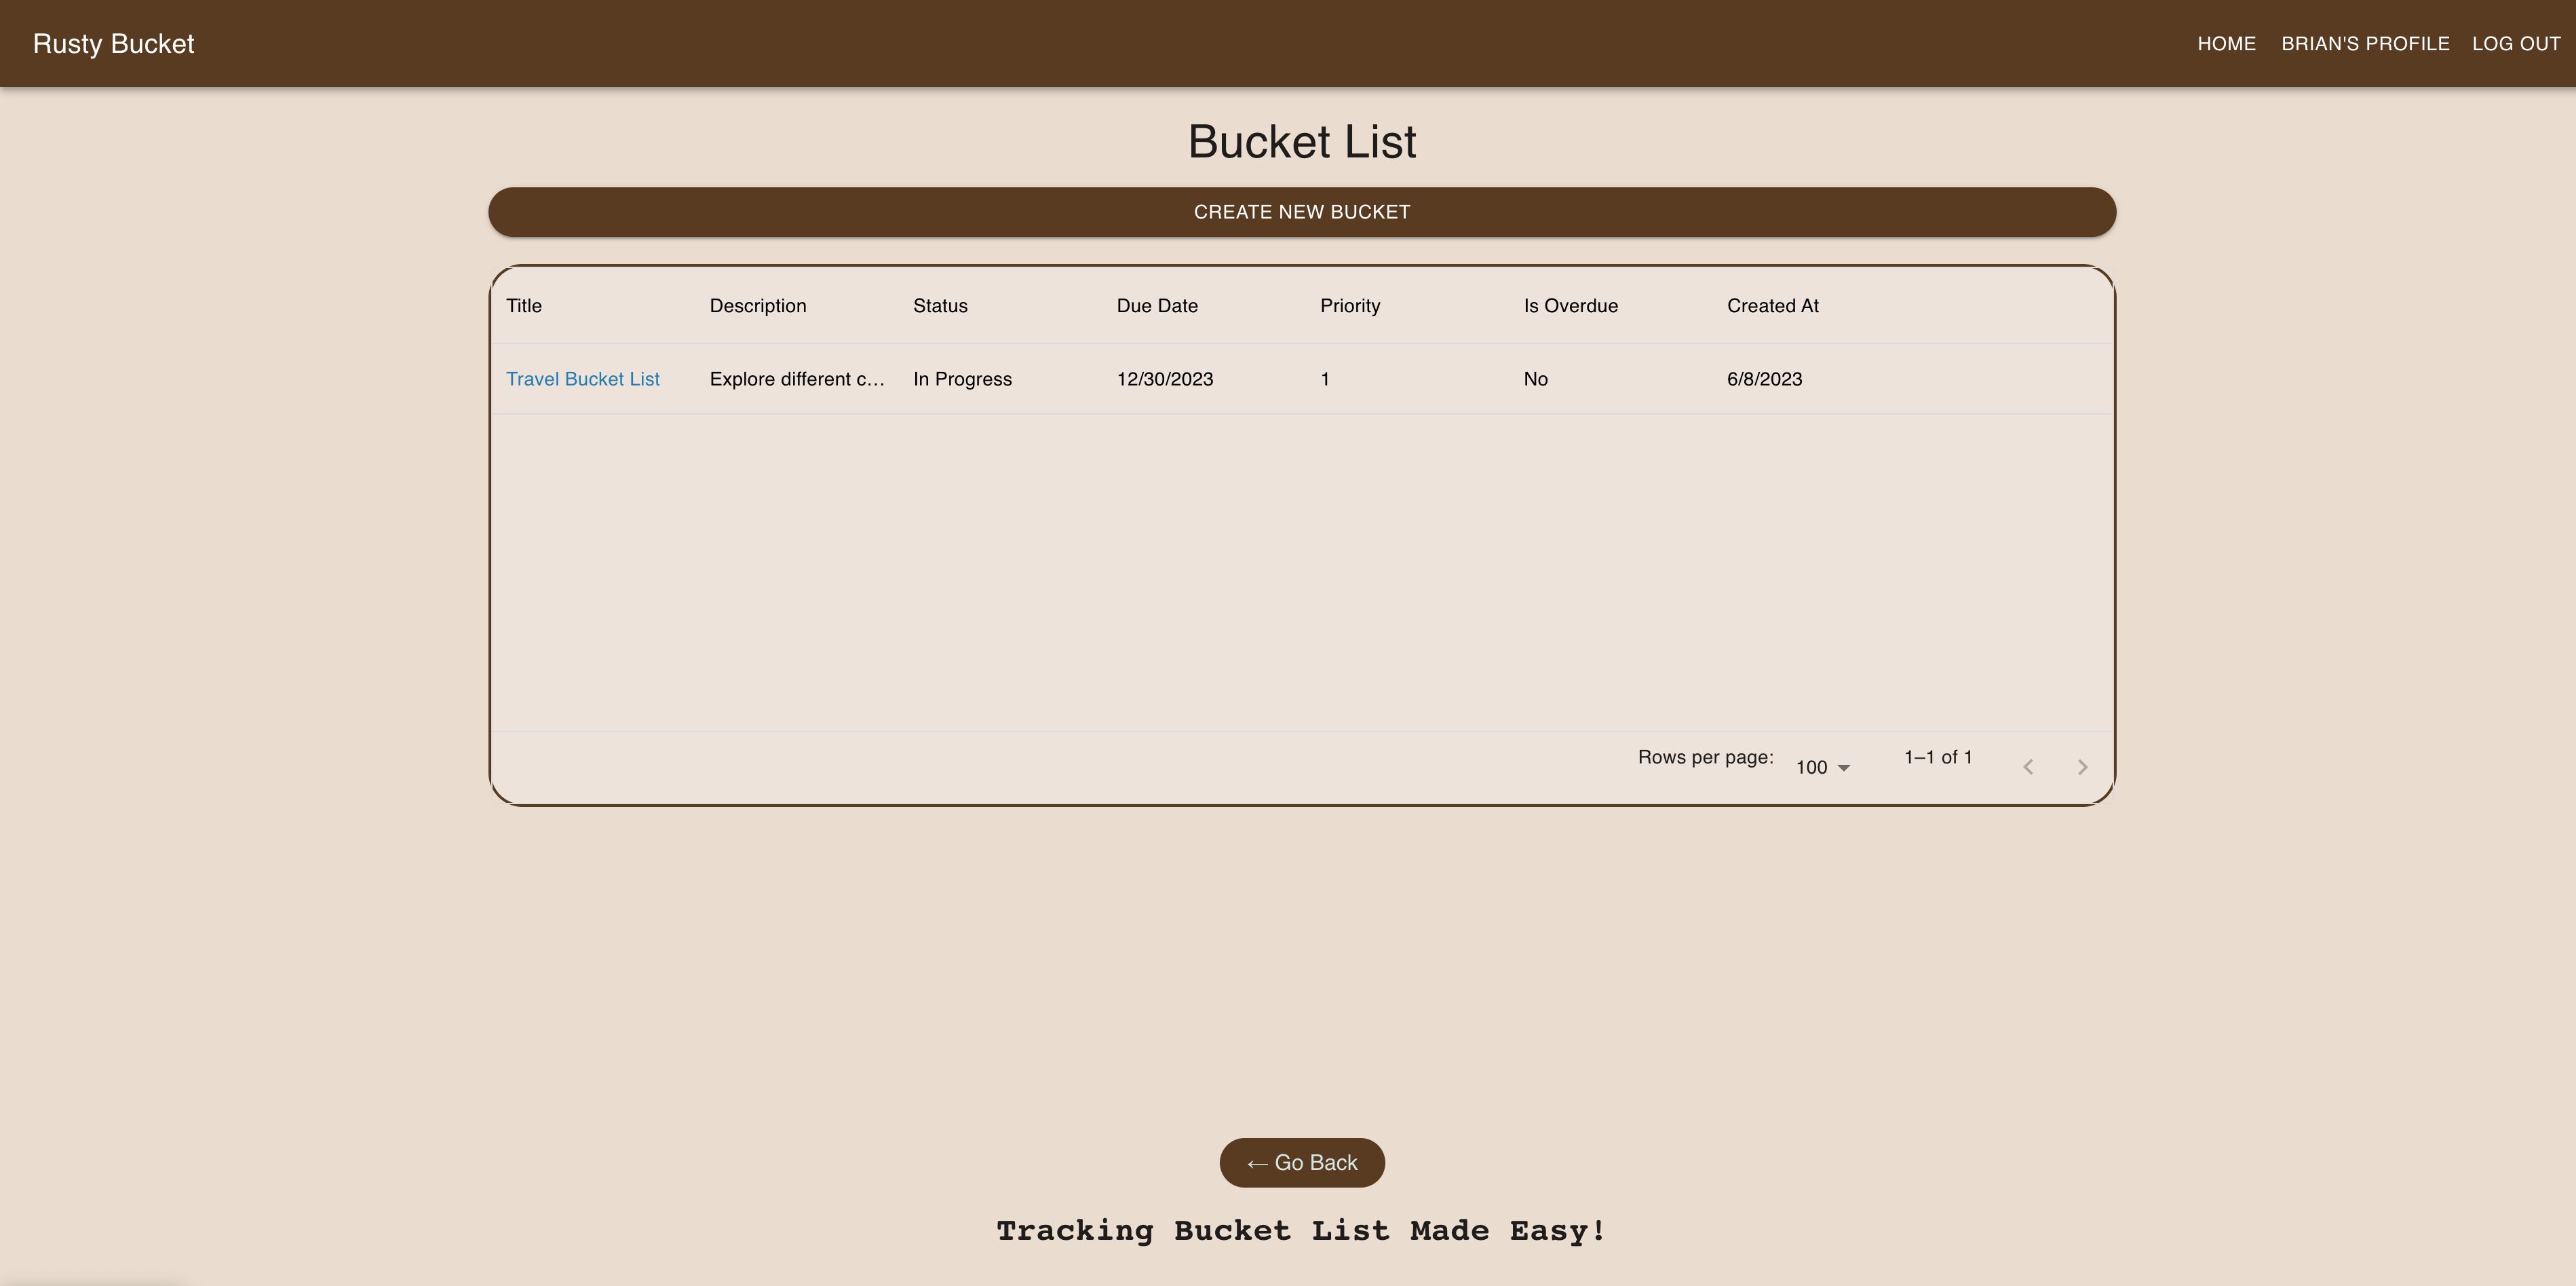 Rusty Bucket HOME BRIAN'S PROFILE LOG OUT
Bucket List
CREATE NEW BUCKET
Title Description Status Due Date Priority Is Overdue Created At
Travel Bucket List Explore different c... In Progress 12/30/2023 1 No 6/8/2023
Rows per page: 100 1–1 of 1
← Go Back
Tracking Bucket List Made Easy!